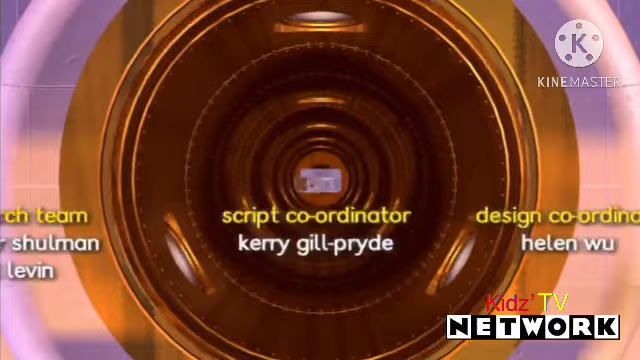 KINEMASTER
ch team
script co-ordinator
design co-ordina
shulman
kerry gill-pryde
helen wu
levin
Kidz' TV
NETWORK